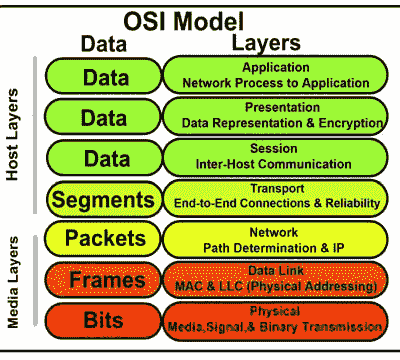 OSI Model
Data
Layers
Host Layers
Data
Application
Network Process to Application
Data
Presentation
Data Representation & Encryption
Data
Session
Inter-Host Communication
Segments
Transport
End-to-End Connections & Reliability
Media Layers
Packets
Network
Path Determination & IP
Frames
Data Link
MAC & LLC (Physical Addressing)
Bits
Physical
Media,Signal,& Binary Transmission